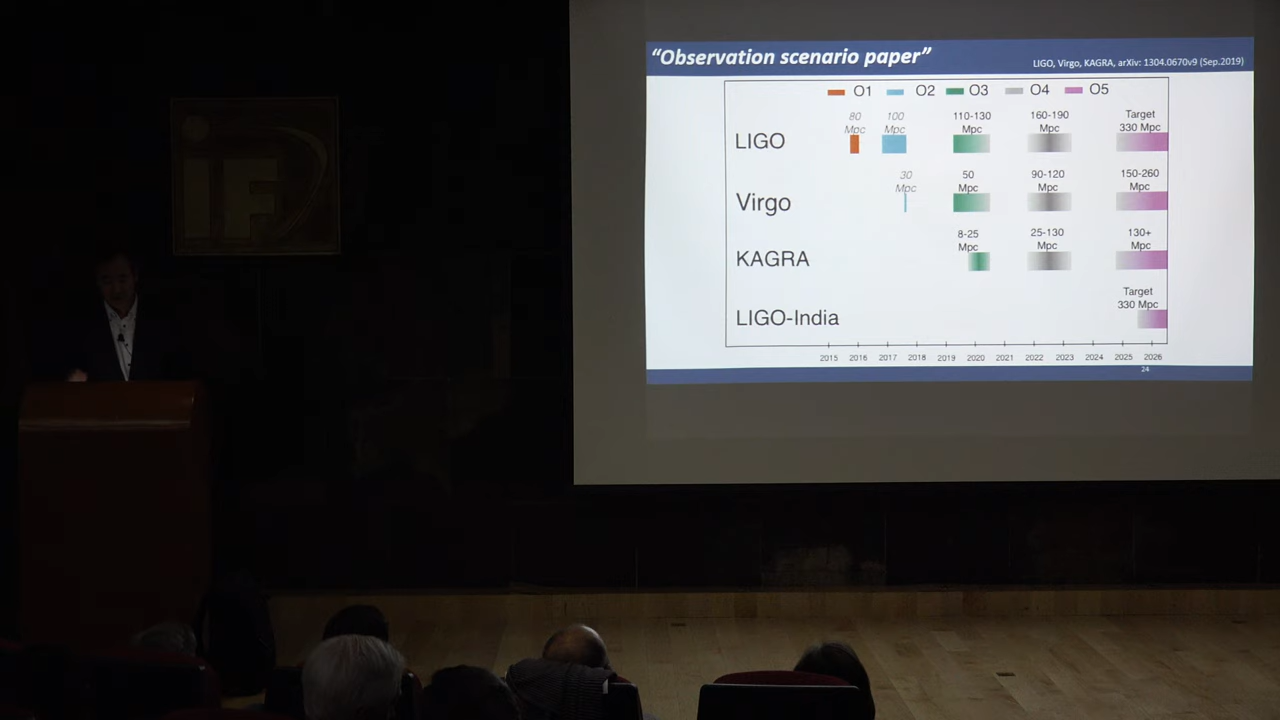 "Observation scenario paper"
LIGO, Virgo, KAGRA, arXiv: 1304.0670v9 (Sep.2019)
O1 O2 O3 O4 O5
80 Mpc 100 Mpc 110-130 Mpc 160-190 Mpc Target 330 Mpc
LIGO
30 Mpc 50 Mpc 90-120 Mpc 150-260 Mpc
Virgo
8-25 Mpc 25-130 Mpc 130+ Mpc
KAGRA
Target 330 Mpc
LIGO-India
2015 2016 2017 2018 2019 2020 2021 2022 2023 2024 2025 2026
24
iF